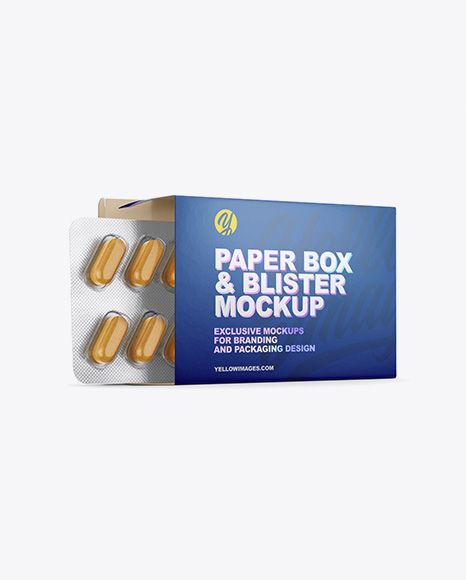 PAPER BOX
& BLISTER
MOCKUP
EXCLUSIVE MOCKUPS
FOR BRANDING
AND PACKAGING DESIGN
YELLOWIMAGES.COM